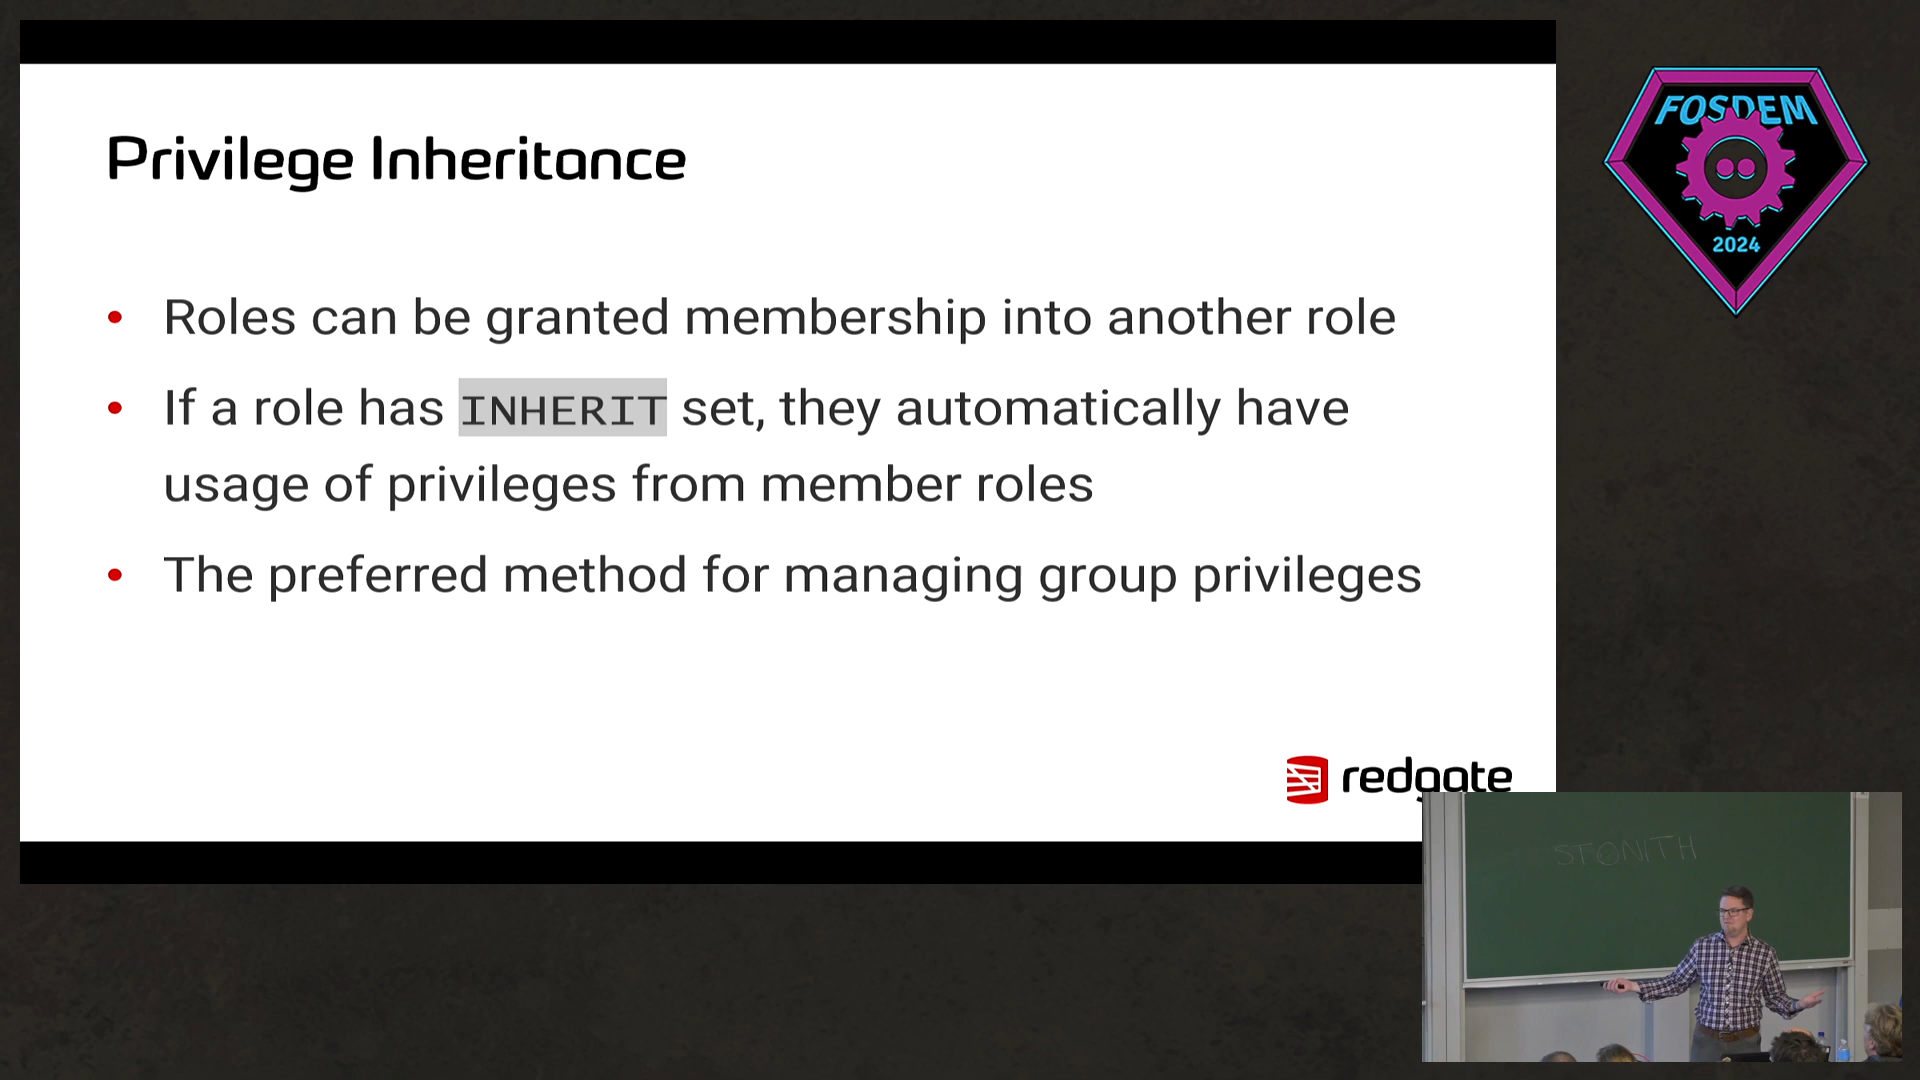 Privilege Inheritance
• Roles can be granted membership into another role
• If a role has INHERIT set, they automatically have
usage of privileges from member roles
• The preferred method for managing group privileges
redgate
FOSDEM
2024
STONITH